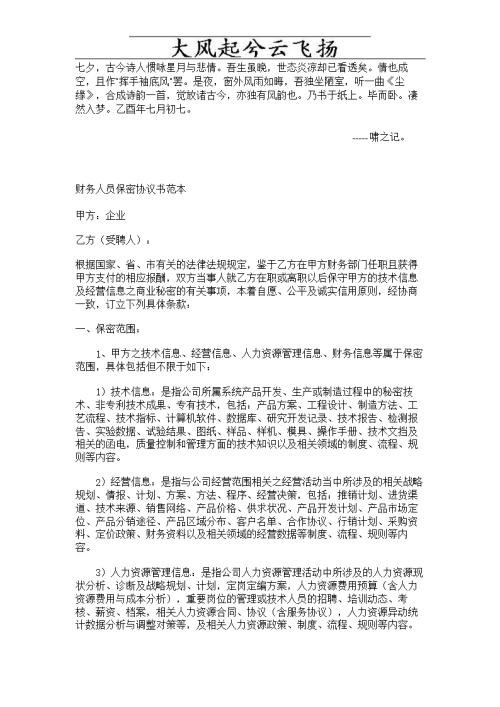 大风起兮云飞扬
七夕，古今诗人惯咏星月与悲情。吾生虽晚，世态炎凉却已看透矣。情也成
空，且作“挥手袖底风”罢。是夜，窗外风雨如晦，吾独坐陋室，听一曲《尘
缘》，合成诗韵一首，觉放诸古今，亦独有风韵也。乃书于纸上。毕而卧。凄
然入梦。乙酉年七月初七。
-----啸之记。
财务人员保密协议书范本
甲方：企业
乙方（受聘人）：
根据国家、省、市有关的法律法规规定，鉴于乙方在甲方财务部门任职且获得
甲方支付的相应报酬，双方当事人就乙方在职或离职以后保守甲方的技术信息
及经营信息之商业秘密的有关事项，本着自愿、公平及诚实信用原则，经协商
一致，订立下列具体条款：
一、保密范围：
1、甲方之技术信息、经营信息、人力资源管理信息、财务信息等属于保密
范围，具体包括但不限于如下：
1）技术信息：是指公司所属系统产品开发、生产或制造过程中的秘密技
术、非专利技术成果、专有技术，包括：产品方案、工程设计、制造方法、工
艺流程、技术指标、计算机软件、数据库、研究开发记录、技术报告、检测报
告、实验数据、试验结果、图纸、样品、样机、模具、操作手册、技术文档及
相关的函电，质量控制和管理方面的技术知识以及相关领域的制度、流程、规
则等内容。
2）经营信息：是指与公司经营范围相关之经营活动当中所涉及的相关战略
规划、情报、计划、方案、方法、程序、经营决策，包括：推销计划、进货渠
道、技术来源、销售网络、产品价格、供求状况、产品开发计划、产品市场定
位、产品分销途径、产品区域分布、客户名单、合作协议、行销计划、采购资
料、定价政策、财务资料以及相关领域的经营数据等制度、流程、规则等内
容。
3）人力资源管理信息：是指公司人力资源管理活动中所涉及的人力资源现
状分析、诊断及战略规划、计划，定岗定编方案，人力资源费用预算（含人力
资源费用与成本分析），重要岗位的管理或技术人员的招聘、培训动态、考
核、薪资、档案，相关人力资源合同、协议（含服务协议），人力资源异动统
计数据分析与调整对策等，及相关人力资源政策、制度、流程、规则等内容。